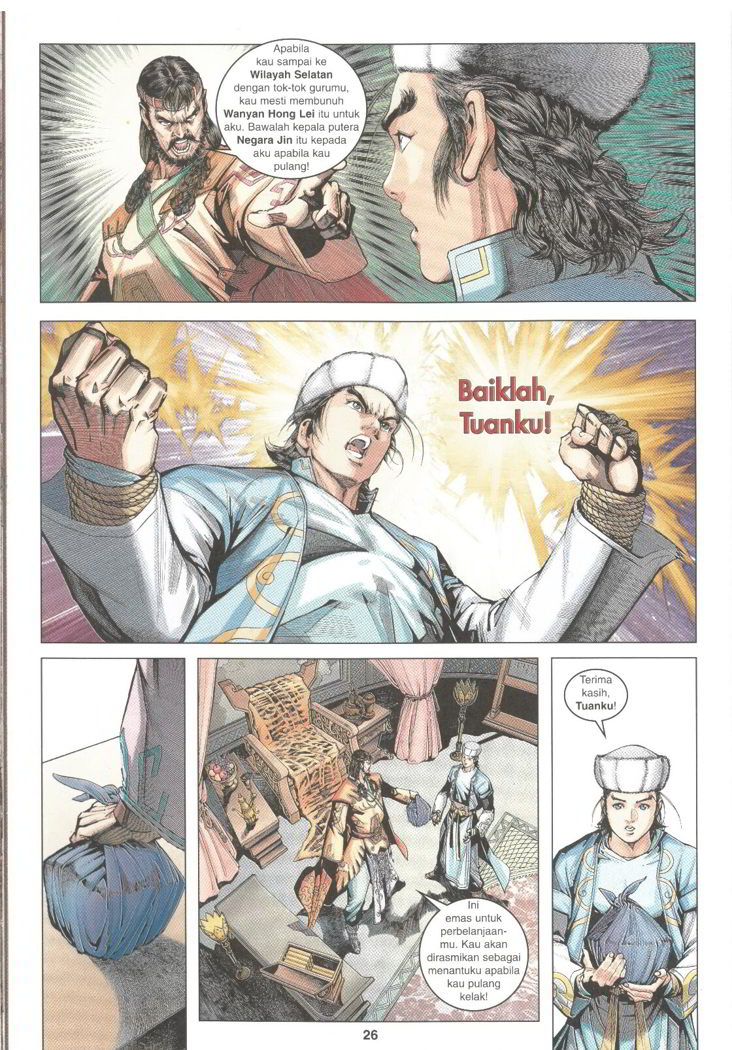 Apabila
kau sampai ke
Wilayah Selatan
dengan tok-tok gurumu,
kau mesti membunuh
Wanyan Hong Lei itu untuk
aku. Bawalah kepala putera
Negara Jin itu kepada
aku apabila kau
pulang!
Baiklah,
Tuanku!
Ini
emas untuk
perbelanjaan-
mu. Kau akan
dirasmikan sebagai
menantuku apabila
kau pulang
kelak!
Terima
kasih,
Tuanku!
26